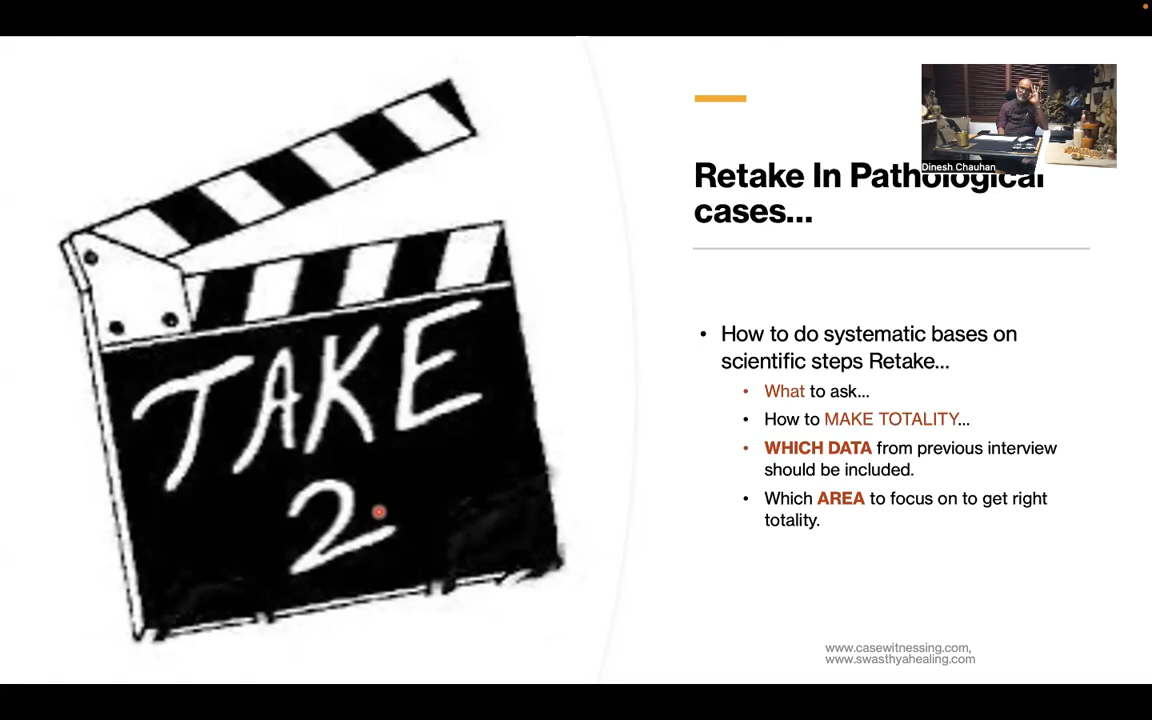 TAKE
2
Dinesh Chauhan
Retake In Pathological
cases...
• How to do systematic bases on
scientific steps Retake...
• What to ask...
• How to MAKE TOTALITY...
• WHICH DATA from previous interview
should be included.
• Which AREA to focus on to get right
totality.
www.casewitnessing.com,
www.swasthyahealing.com